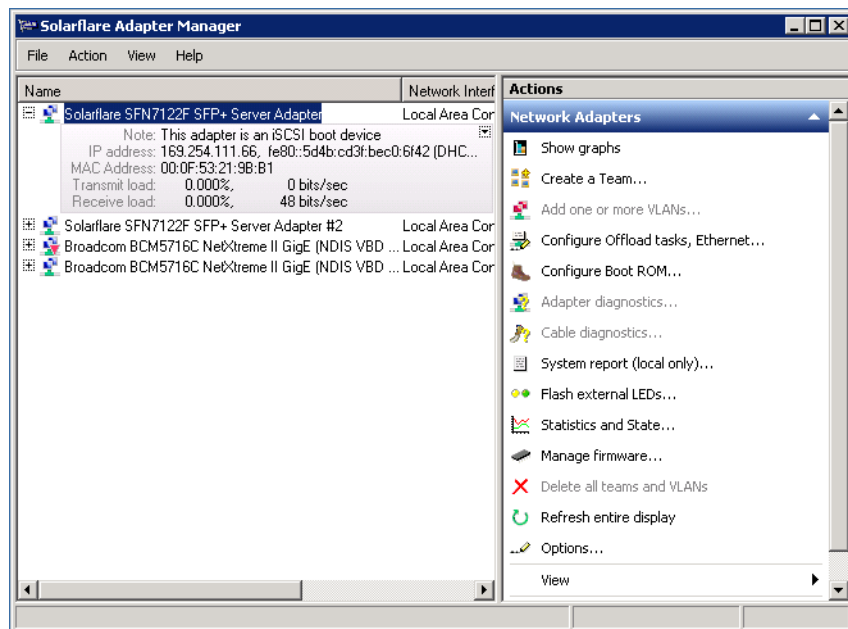 Solarflare Adapter Manager
File Action View Help
Name Network Interf
Solarflare SFN7122F SFP+ Server Adapter Local Area Cor
Note: This adapter is an iSCSI boot device
IP address: 169.254.111.66, fe80::5d4b:cd3f:bec0:6f42 (DHC...
MAC Address: 00:0F:53:21:9B:B1
Transmit load: 0.000%, 0 bits/sec
Receive load: 0.000%, 48 bits/sec
Solarflare SFN7122F SFP+ Server Adapter #2 Local Area Cor
Broadcom BCM5716C NetXtreme II GigE (NDIS VBD ... Local Area Cor
Broadcom BCM5716C NetXtreme II GigE (NDIS VBD ... Local Area Cor
Actions
Network Adapters
Show graphs
Create a Team...
Add one or more VLANs...
Configure Offload tasks, Ethernet...
Configure Boot ROM...
Adapter diagnostics...
Cable diagnostics...
System report (local only)...
Flash external LEDs...
Statistics and State...
Manage firmware...
Delete all teams and VLANs
Refresh entire display
Options...
View